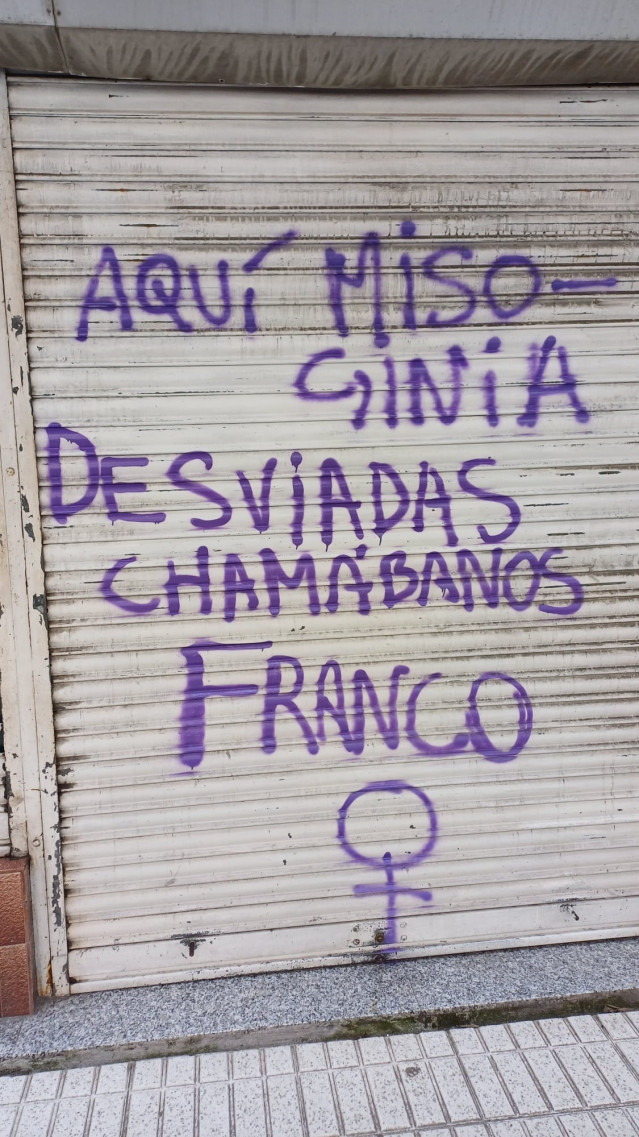 AQUÍ MISO-
GINIA
DESVIADAS
CHAMÁBANOS
FRANCO